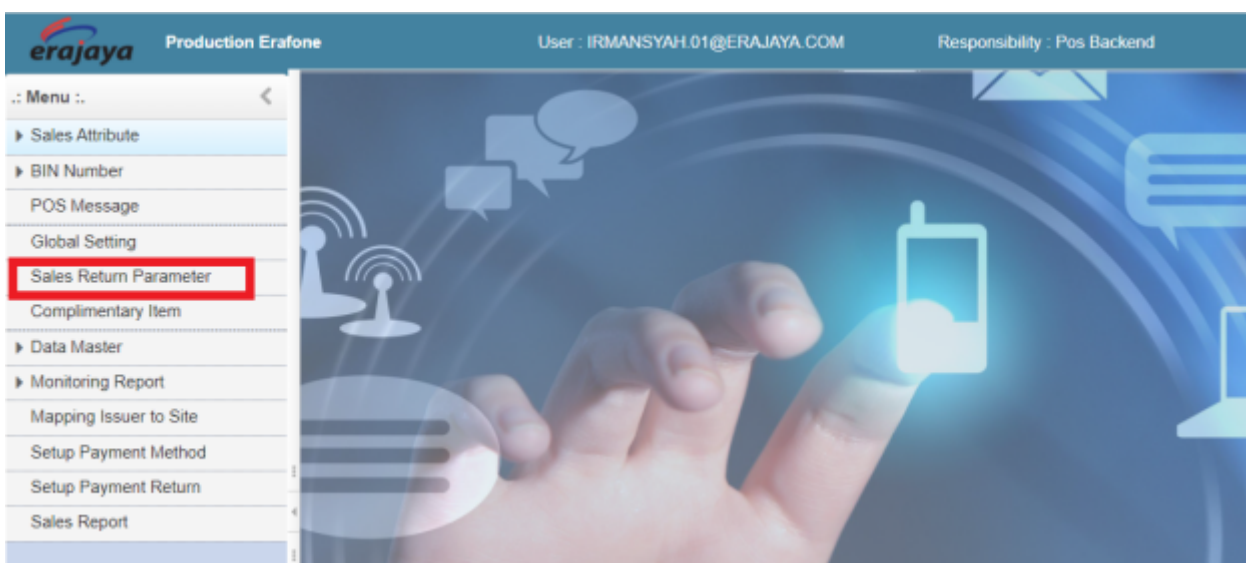 erajaya
Production Erafone
User : IRMANSYAH.01@ERAJAYA.COM
Responsibility : Pos Backend
.: Menu :.
Sales Attribute
BIN Number
POS Message
Global Setting
Sales Return Parameter
Complimentary Item
Data Master
Monitoring Report
Mapping Issuer to Site
Setup Payment Method
Setup Payment Return
Sales Report